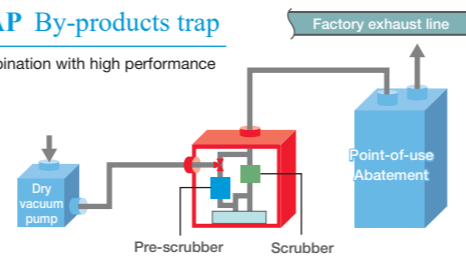 AP By-products trap
Factory exhaust line
bination with high performance
Point-of-use
Abatement
Dry
vacuum
pump
Pre-scrubber
Scrubber